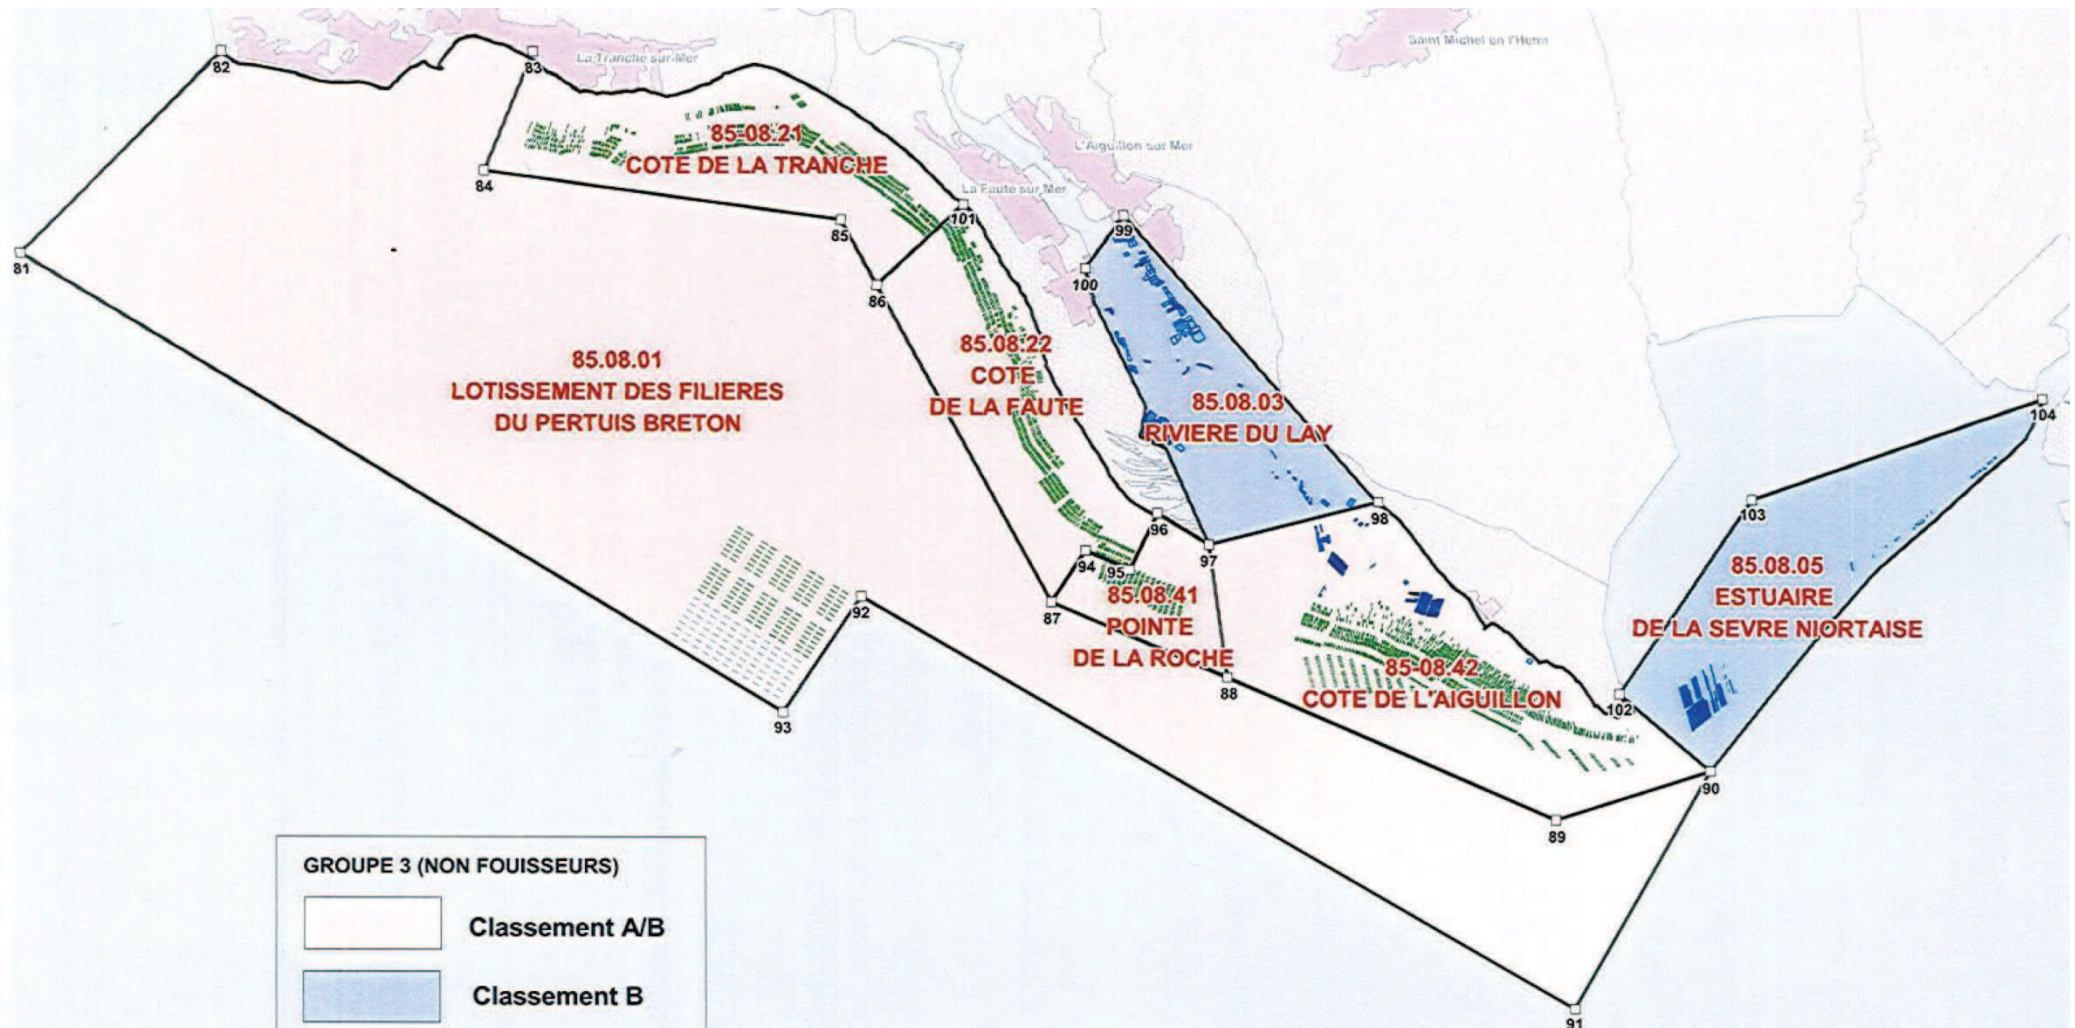 Saint Michel en l'Herm
82
83
La Tranche sur Mer
85-08.21
COTE DE LA TRANCHE
L'Aiguillon sur Mer
La Faute sur Mer
84
85
101
99
81
86
100
85.08.01
LOTISSEMENT DES FILIERES
DU PERTUIS BRETON
85.08.22
COTE
DE LA FAUTE
85.08.03
RIVIERE DU LAY
104
103
98
96
97
94
95
92
87
85.08.41
POINTE
DE LA ROCHE
85.08.05
ESTUAIRE
DE LA SEVRE NIORTAISE
85-08.42
COTE DE L'AIGUILLON
88
102
93
90
89
91
GROUPE 3 (NON FOUISSEURS)
Classement A/B
Classement B